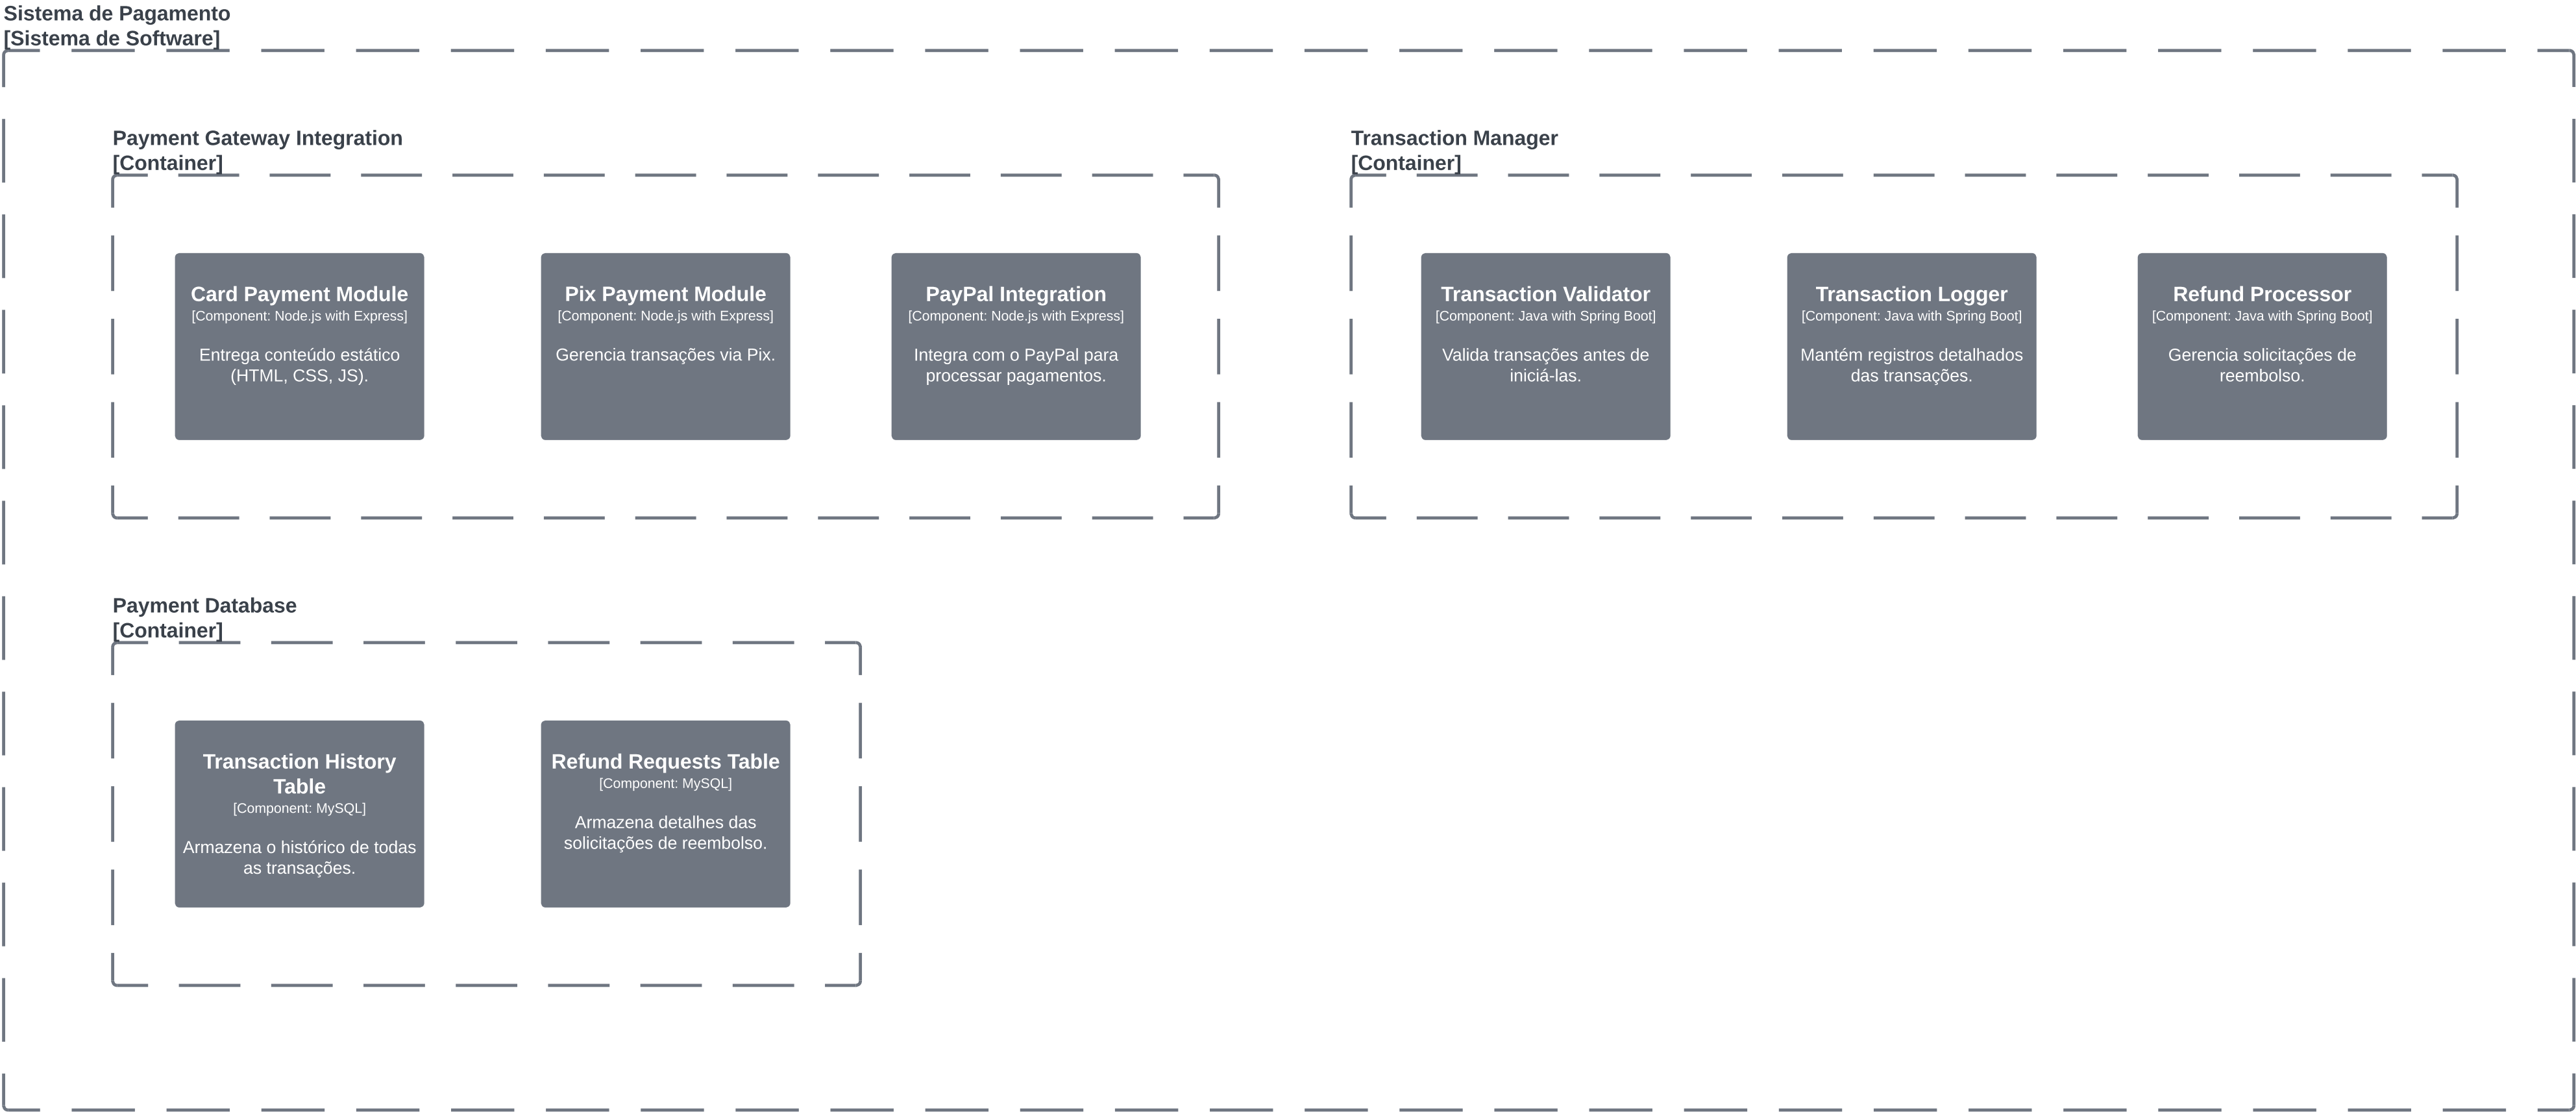 Sistema de Pagamento
[Sistema de Software]
Payment Gateway Integration
[Container]
Card Payment Module
[Component: Node.js with Express]
Entrega conteúdo estático
(HTML, CSS, JS).
Pix Payment Module
[Component: Node.js with Express]
Gerencia transações via Pix.
PayPal Integration
[Component: Node.js with Express]
Integra com o PayPal para
processar pagamentos.
Transaction Manager
[Container]
Transaction Validator
[Component: Java with Spring Boot]
Valida transações antes de
iniciá-las.
Transaction Logger
[Component: Java with Spring Boot]
Mantém registros detalhados
das transações.
Refund Processor
[Component: Java with Spring Boot]
Gerencia solicitações de
reembolso.
Payment Database
[Container]
Transaction History
Table
[Component: MySQL]
Armazena o histórico de todas
as transações.
Refund Requests Table
[Component: MySQL]
Armazena detalhes das
solicitações de reembolso.